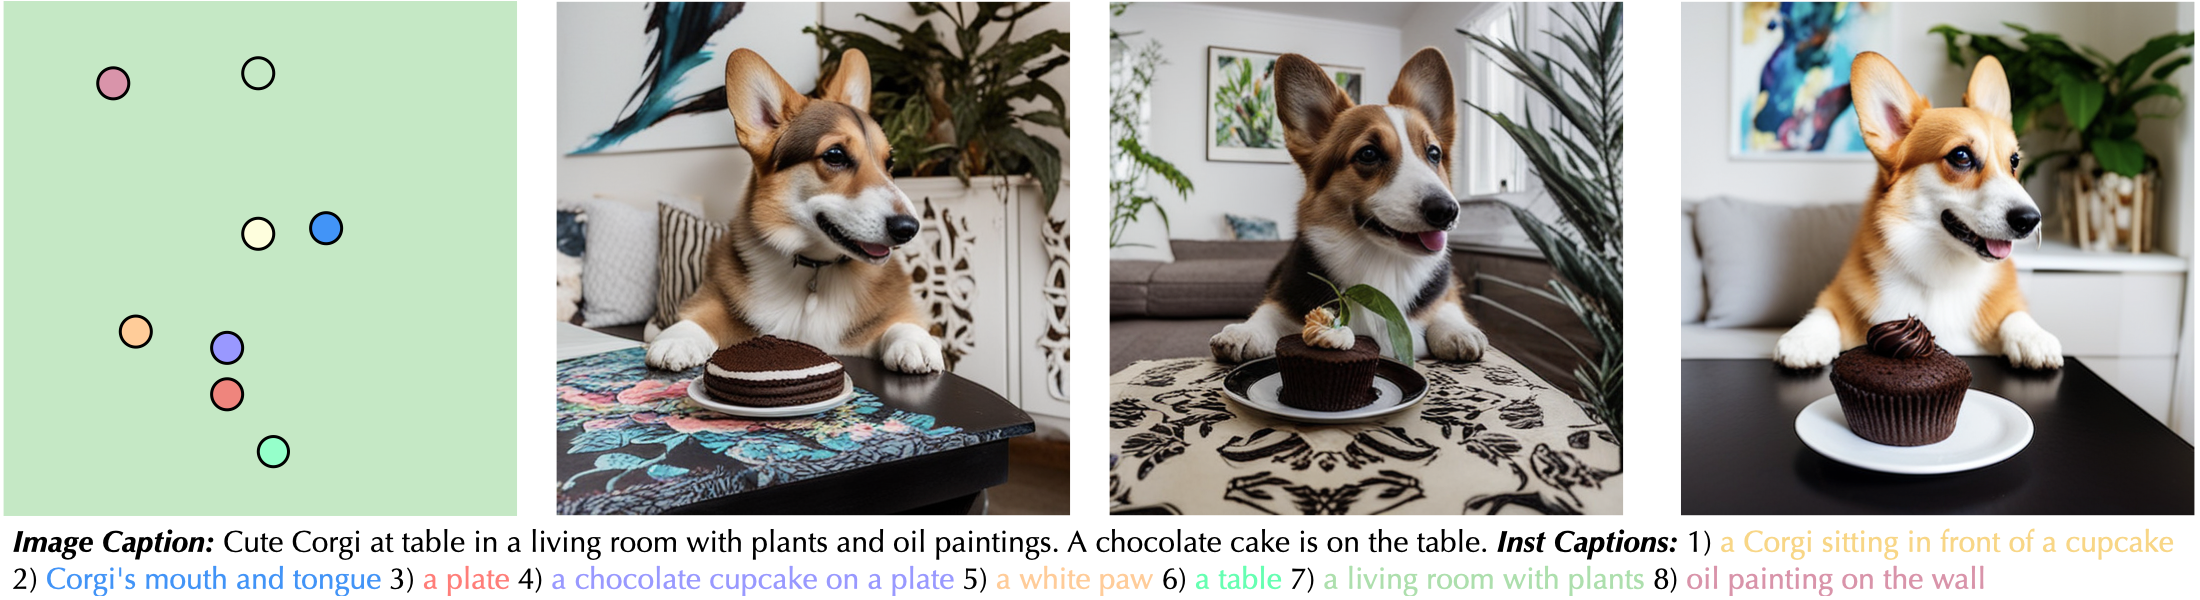 Image Caption: Cute Corgi at table in a living room with plants and oil paintings. A chocolate cake is on the table. Inst Captions: 1) a Corgi sitting in front of a cupcake
2) Corgi's mouth and tongue 3) a plate 4) a chocolate cupcake on a plate 5) a white paw 6) a table 7) a living room with plants 8) oil painting on the wall